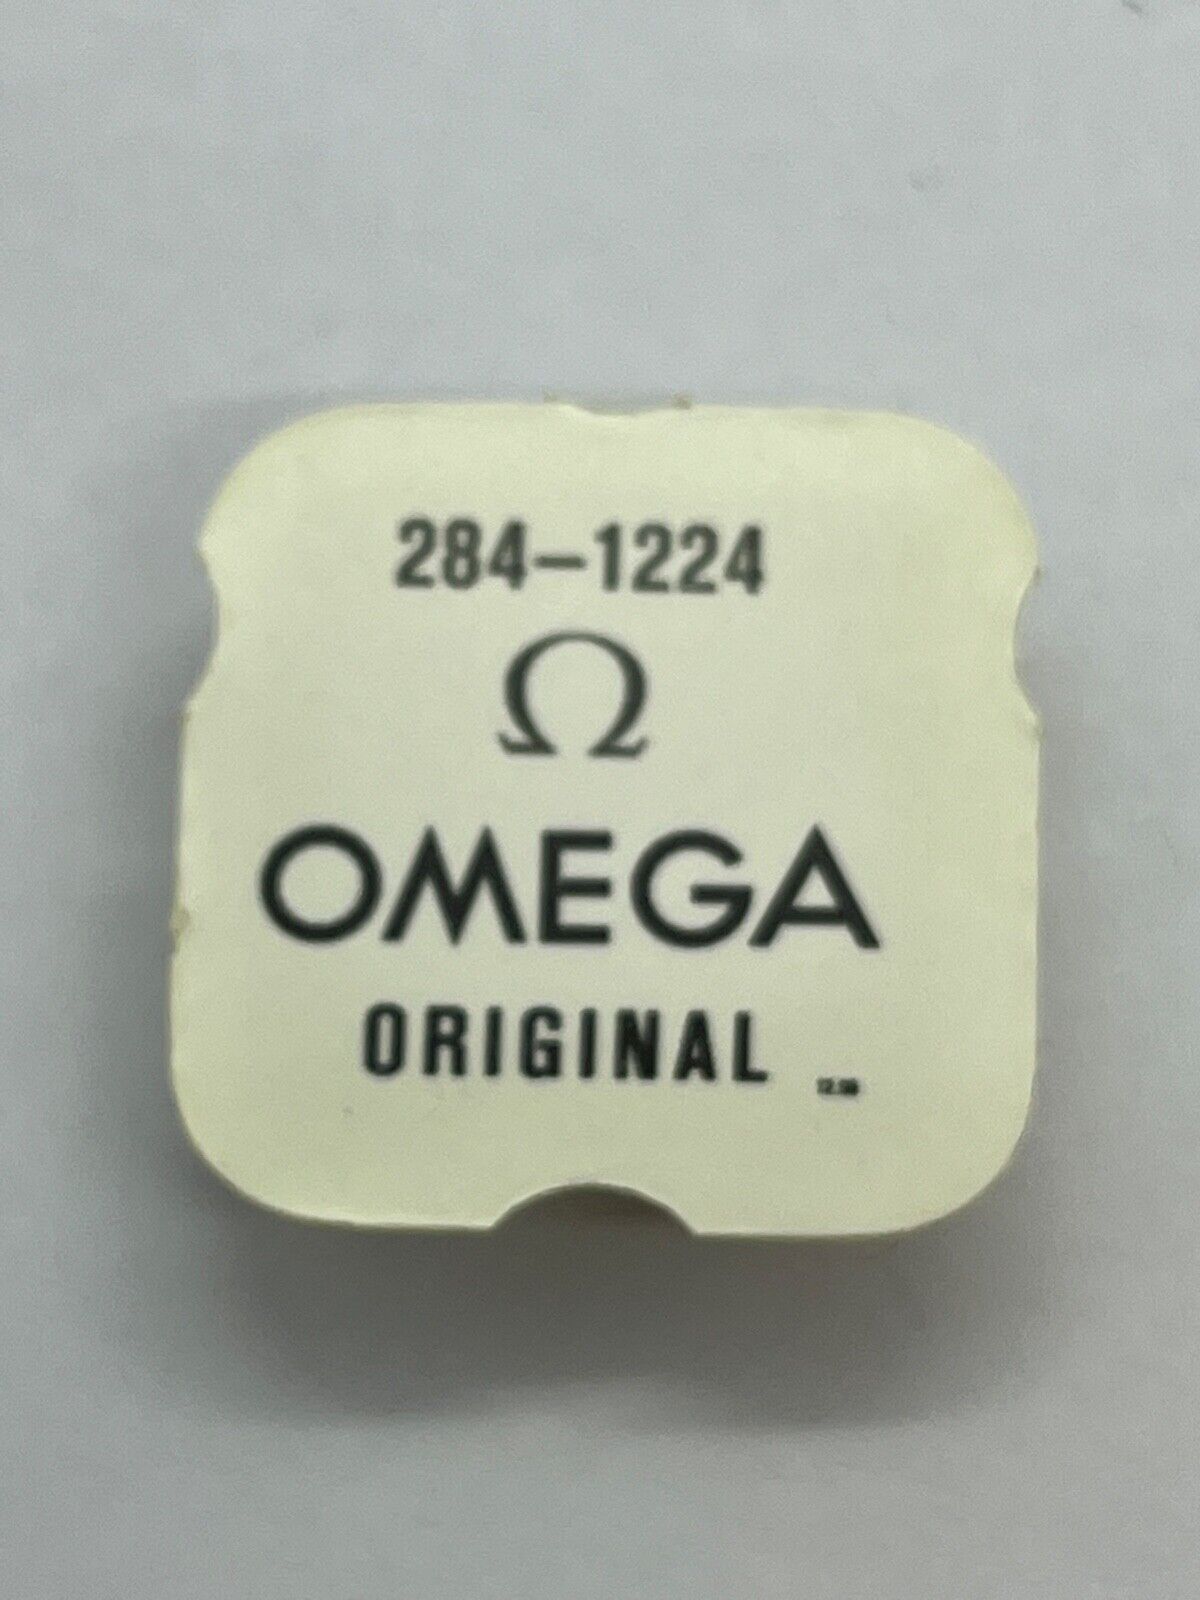 284-1224
Ω
OMEGA
ORIGINAL